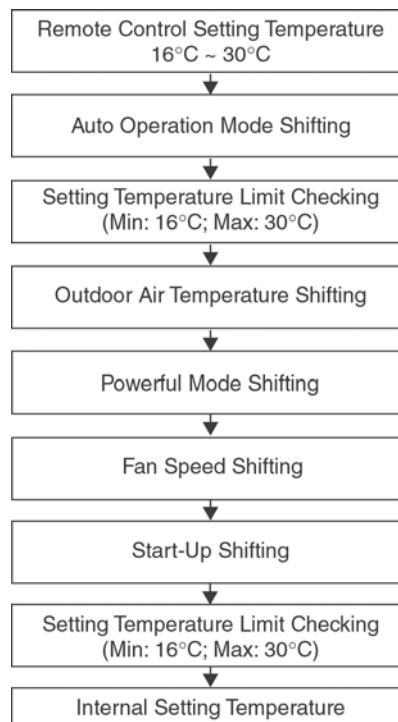 Remote Control Setting Temperature
16°C ~ 30°C
Auto Operation Mode Shifting
Setting Temperature Limit Checking
(Min: 16°C; Max: 30°C)
Outdoor Air Temperature Shifting
Powerful Mode Shifting
Fan Speed Shifting
Start-Up Shifting
Setting Temperature Limit Checking
(Min: 16°C; Max: 30°C)
Internal Setting Temperature